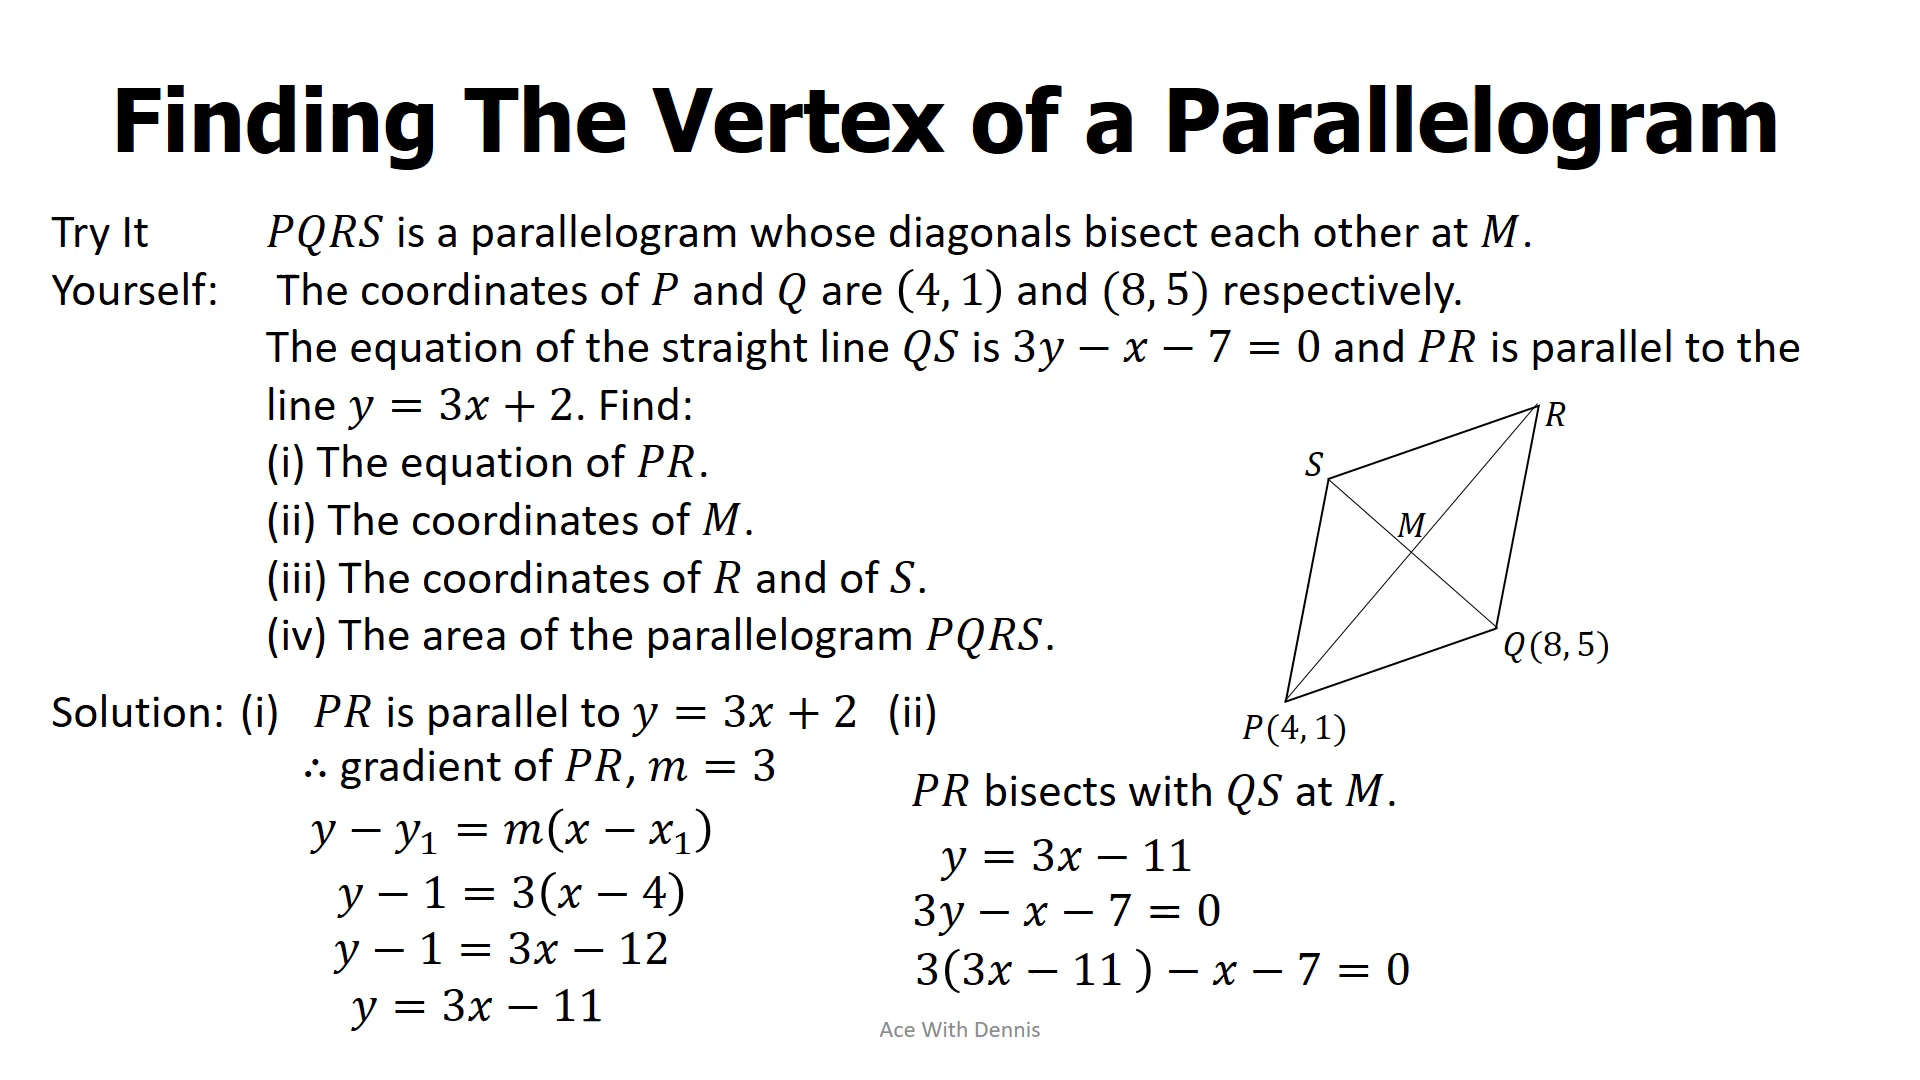 Finding The Vertex of a Parallelogram
Try It PQRS is a parallelogram whose diagonals bisect each other at M.
Yourself: The coordinates of P and Q are (4, 1) and (8, 5) respectively.
The equation of the straight line QS is 3y − x − 7 = 0 and PR is parallel to the
line y = 3x + 2. Find:
(i) The equation of PR.
(ii) The coordinates of M.
(iii) The coordinates of R and of S.
(iv) The area of the parallelogram PQRS.
R
S
M
Q(8, 5)
P(4, 1)
Solution: (i) PR is parallel to y = 3x + 2
∴ gradient of PR, m = 3
y − y₁ = m(x − x₁)
y − 1 = 3(x − 4)
y − 1 = 3x − 12
y = 3x − 11
(ii)
PR bisects with QS at M.
y = 3x − 11
3y − x − 7 = 0
3(3x − 11 ) − x − 7 = 0
Ace With Dennis